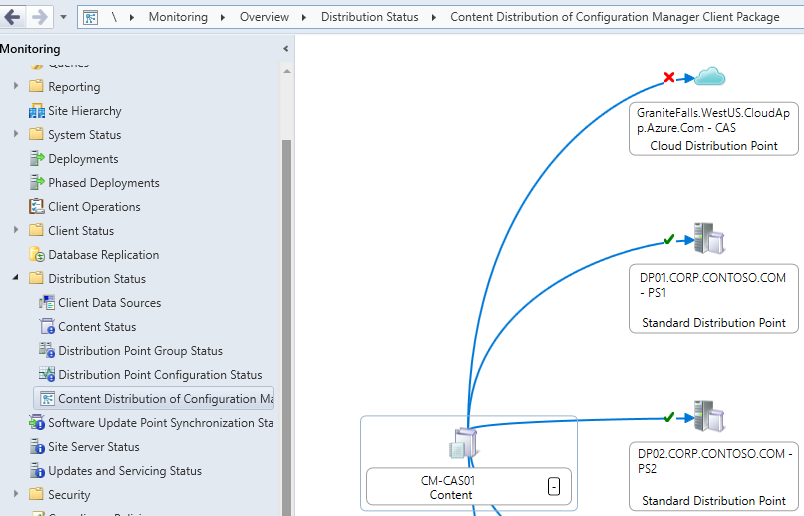 \ Monitoring Overview Distribution Status Content Distribution of Configuration Manager Client Package
Monitoring
Queries
Reporting
Site Hierarchy
System Status
Deployments
Phased Deployments
Client Operations
Client Status
Database Replication
Distribution Status
Client Data Sources
Content Status
Distribution Point Group Status
Distribution Point Configuration Status
Content Distribution of Configuration Ma
Software Update Point Synchronization Sta
Site Server Status
Updates and Servicing Status
Security
GraniteFalls.WestUS.CloudAp
p.Azure.Com - CAS
Cloud Distribution Point
DP01.CORP.CONTOSO.COM
- PS1
Standard Distribution Point
DP02.CORP.CONTOSO.COM -
PS2
Standard Distribution Point
CM-CAS01
Content
-